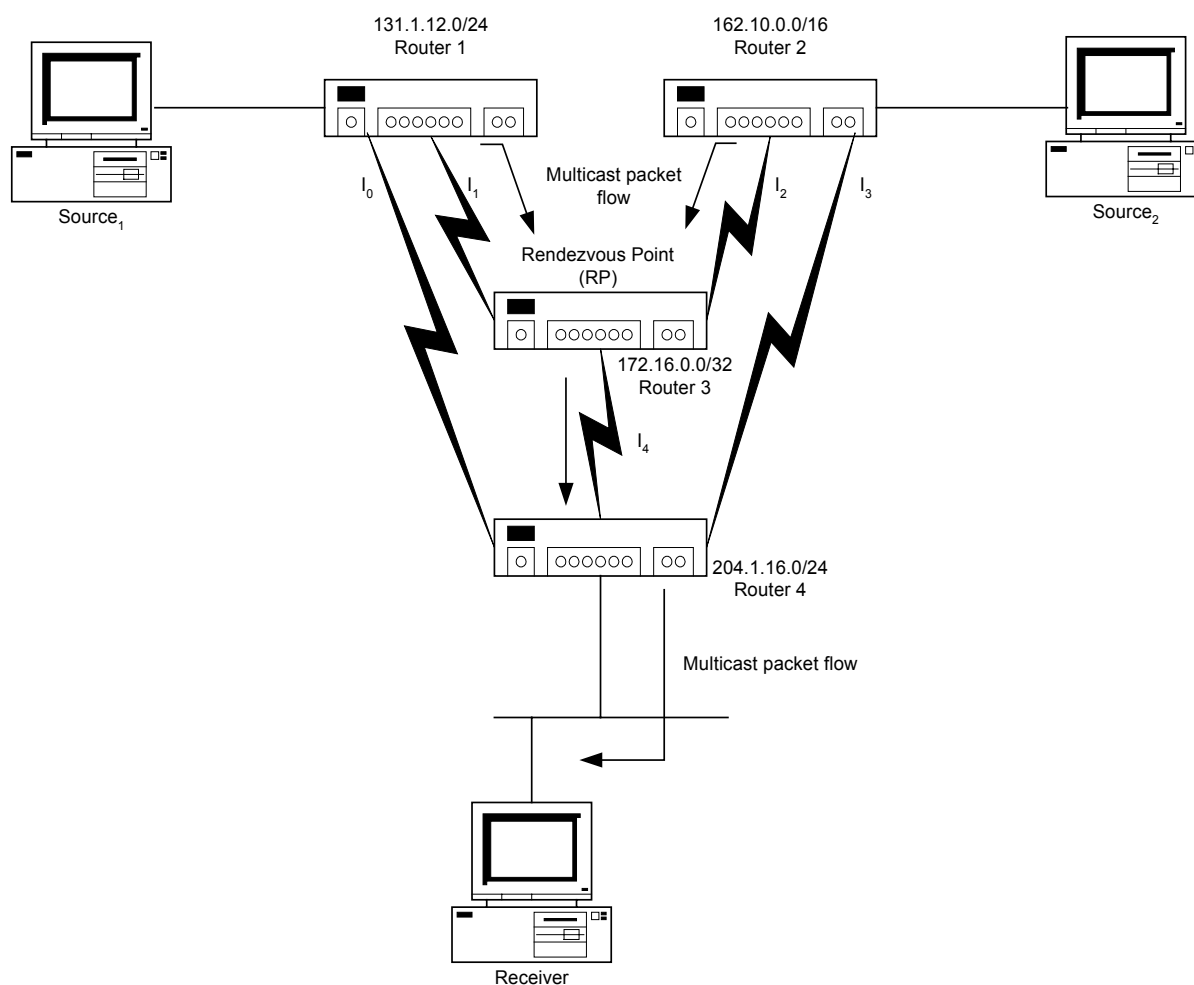 131.1.12.0/24
Router 1
162.10.0.0/16
Router 2
I0
I1
Multicast packet
flow
I2
I3
Source1
Source2
Rendezvous Point
(RP)
172.16.0.0/32
Router 3
I4
204.1.16.0/24
Router 4
Multicast packet flow
Receiver